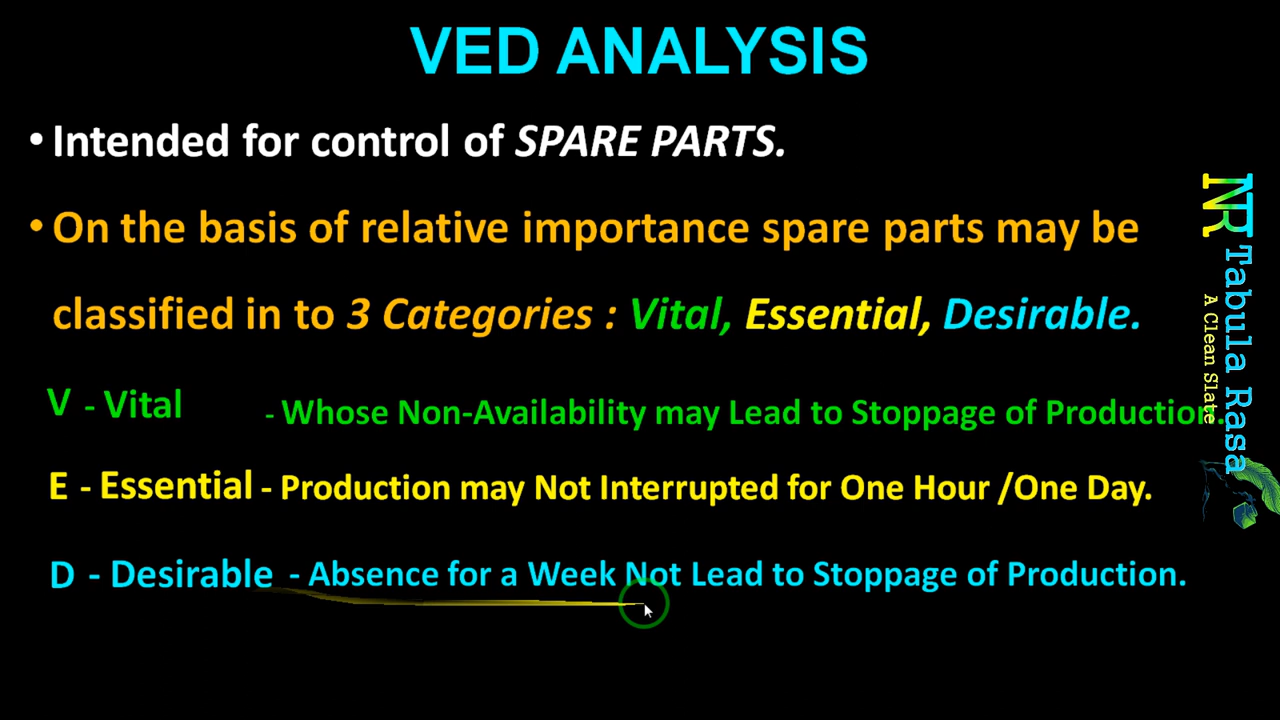 VED ANALYSIS
• Intended for control of SPARE PARTS.
• On the basis of relative importance spare parts may be
classified in to 3 Categories : Vital, Essential, Desirable.
V - Vital - Whose Non-Availability may Lead to Stoppage of Production.
E - Essential - Production may Not Interrupted for One Hour /One Day.
D - Desirable - Absence for a Week Not Lead to Stoppage of Production.
NR
Tabula Rasa
A Clean Slate